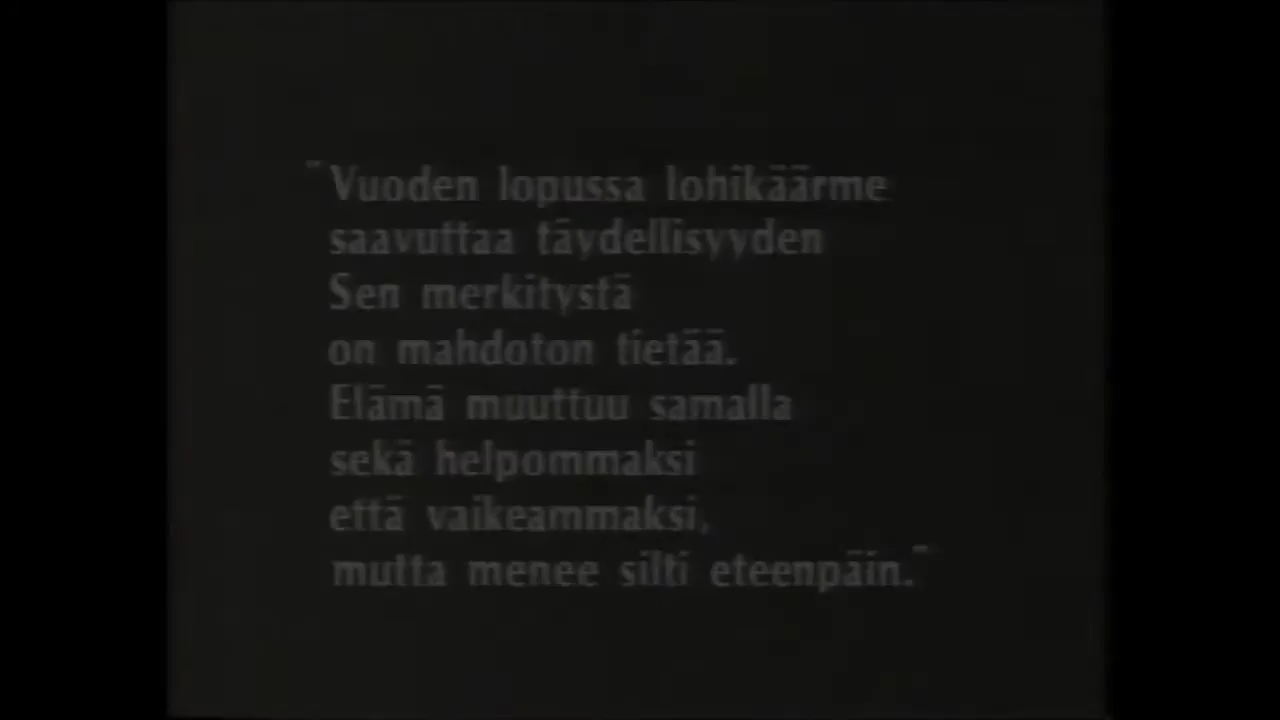 "Vuoden lopussa lohikäärme
saavuttaa täydellisyyden
Sen merkitystä
on mahdoton tietää.
Elämä muuttuu samalla
sekä helpommaksi
että vaikeammaksi,
mutta menee silti eteenpäin."